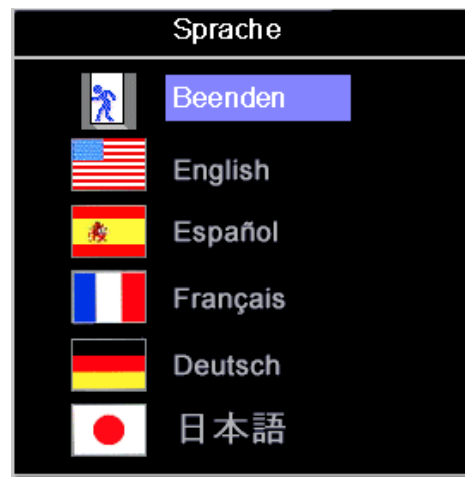 Sprache
Beenden
English
Español
Français
Deutsch
日本語